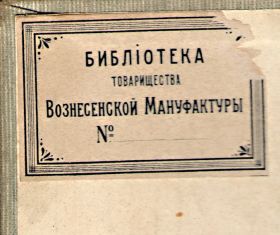 БИБЛІОТЕКА
ТОВАРИЩЕСТВА
ВОЗНЕСЕНСКОЙ МАНУФАКТУРЫ
№